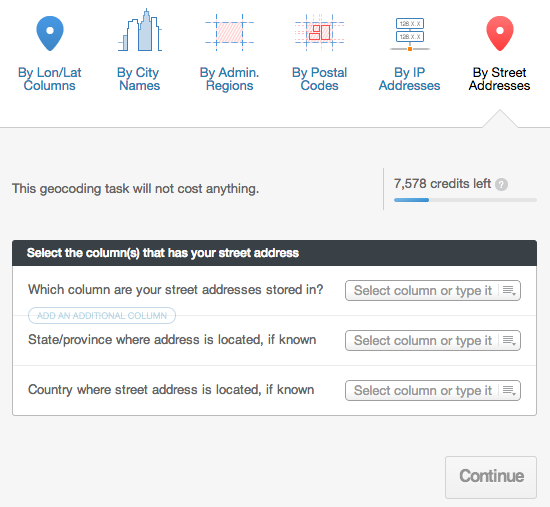 128. X. X
128. X. X
By Lon/Lat
Columns
By City
Names
By Admin.
Regions
By Postal
Codes
By IP
Addresses
By Street
Addresses
This geocoding task will not cost anything.
7,578 credits left ?
Select the column(s) that has your street address
Which column are your street addresses stored in?
Select column or type it
ADD AN ADDITIONAL COLUMN
State/province where address is located, if known
Select column or type it
Country where street address is located, if known
Select column or type it
Continue